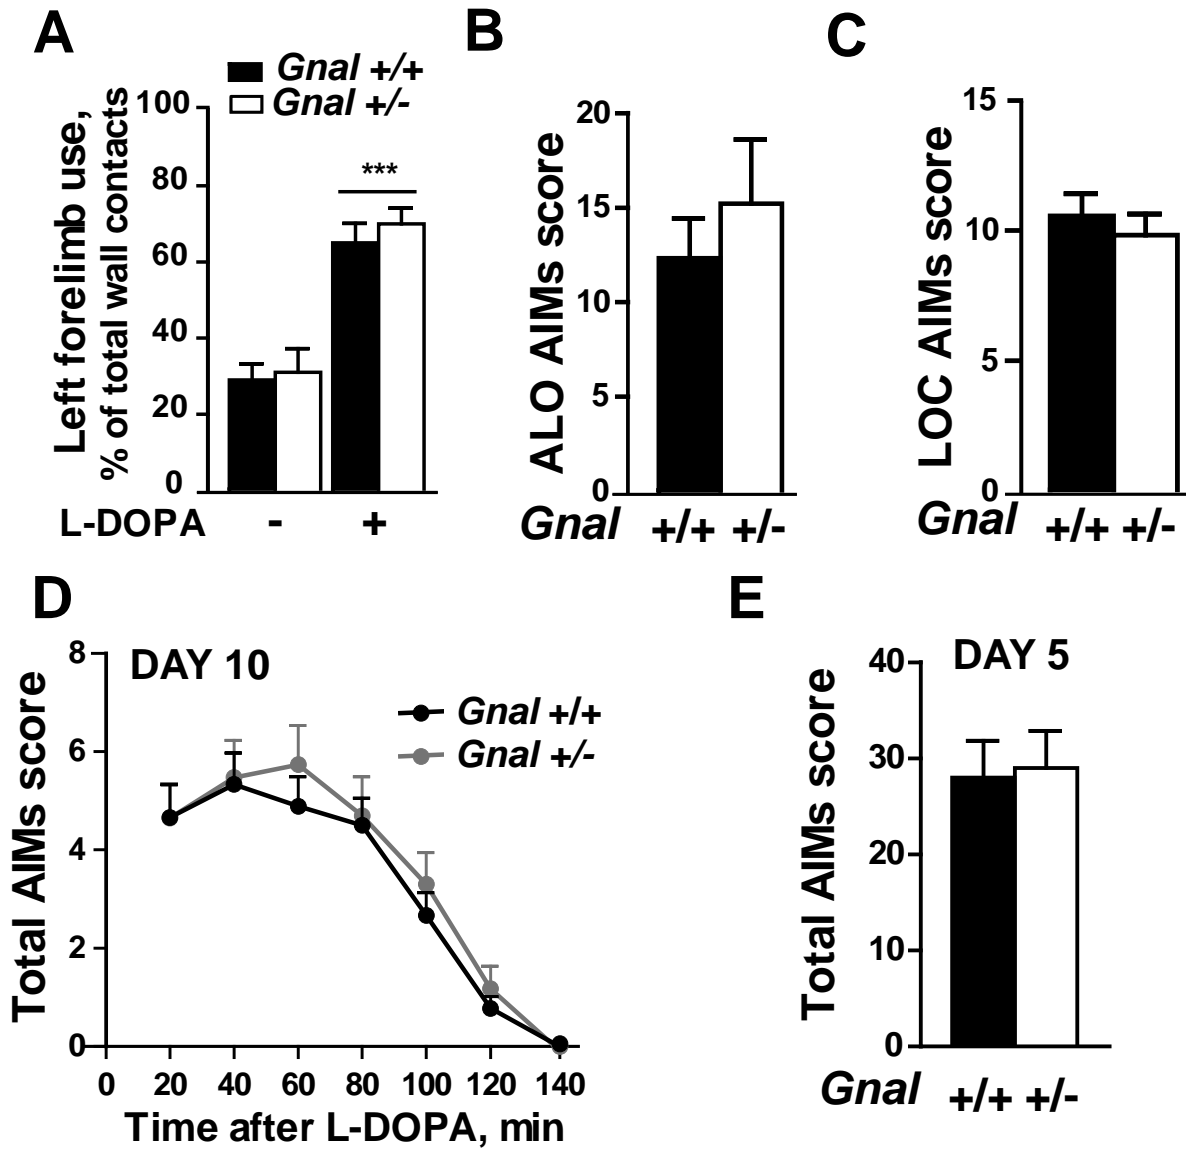 A
Gnal +/+
Gnal +/-
Left forelimb use,
% of total wall contacts
100
80
60
40
20
0
***
L-DOPA - +
B
ALO AIMs score
20
15
10
5
0
Gnal +/+ +/-
C
LOC AIMs score
15
10
5
0
Gnal +/+ +/-
D
DAY 10
Gnal +/+
Gnal +/-
Total AIMs score
8
6
4
2
0
0 20 40 60 80 100 120 140
Time after L-DOPA, min
E
DAY 5
Total AIMs score
40
30
20
10
0
Gnal +/+ +/-